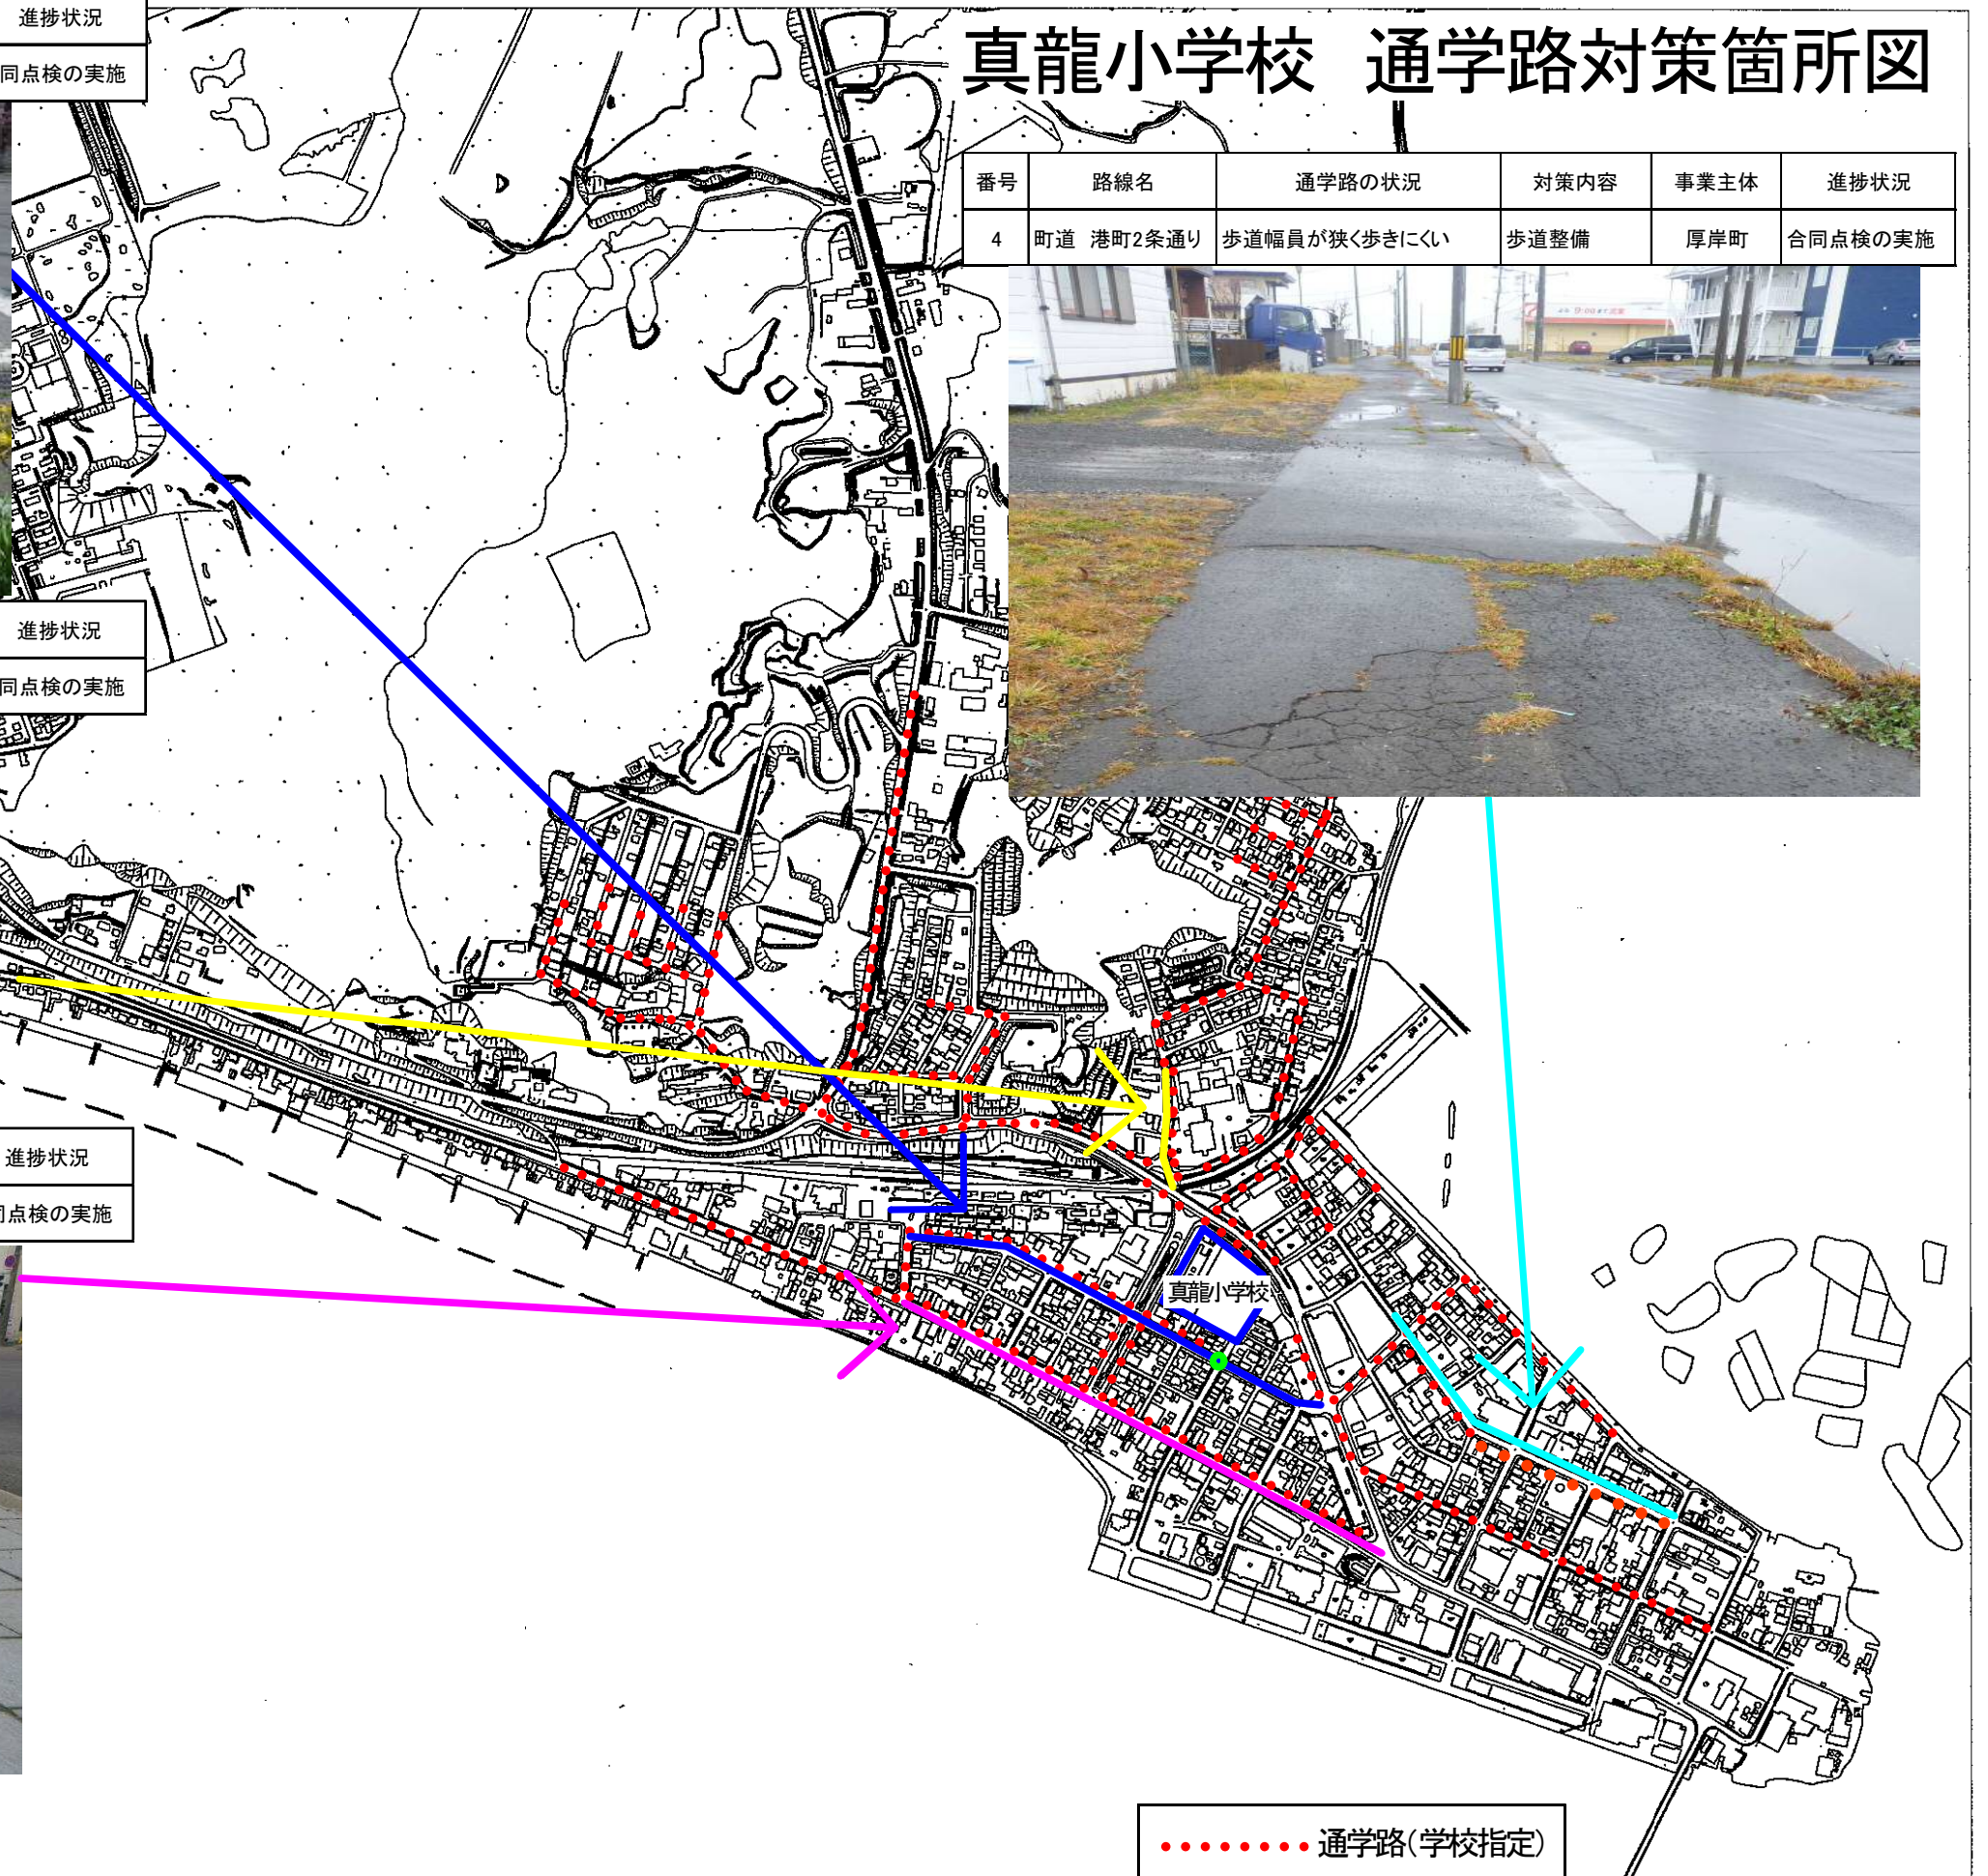 進捗状況
同点検の実施
真龍小学校 通学路対策箇所図
番号 路線名 通学路の状況 対策内容 事業主体 進捗状況
4 町道 港町2条通り 歩道幅員が狭く歩きにくい 歩道整備 厚岸町 合同点検の実施
9:00
進捗状況
同点検の実施
進捗状況
同点検の実施
真龍小学校
通学路(学校指定)